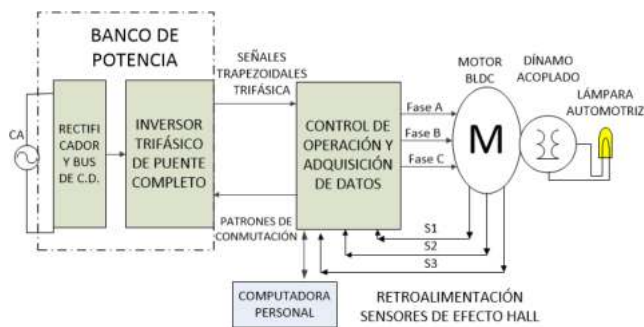 BANCO DE
POTENCIA
CA
RECTIFI
CADOR
Y BUS
DE C.D.
INVERSOR
TRIFÁSICO
DE PUENTE
COMPLETO
SEÑALES
TRAPEZOIDALES
TRIFÁSICA
PATRONES DE
CONMUTACIÓN
CONTROL DE
OPERACIÓN Y
ADQUISICIÓN
DE DATOS
Fase A
Fase B
Fase C
MOTOR
BLDC
M
DÍNAMO
ACOPLADO
LÁMPARA
AUTOMOTRIZ
S1
S2
S3
COMPUTADORA
PERSONAL
RETROALIMENTACIÓN
SENSORES DE EFECTO HALL